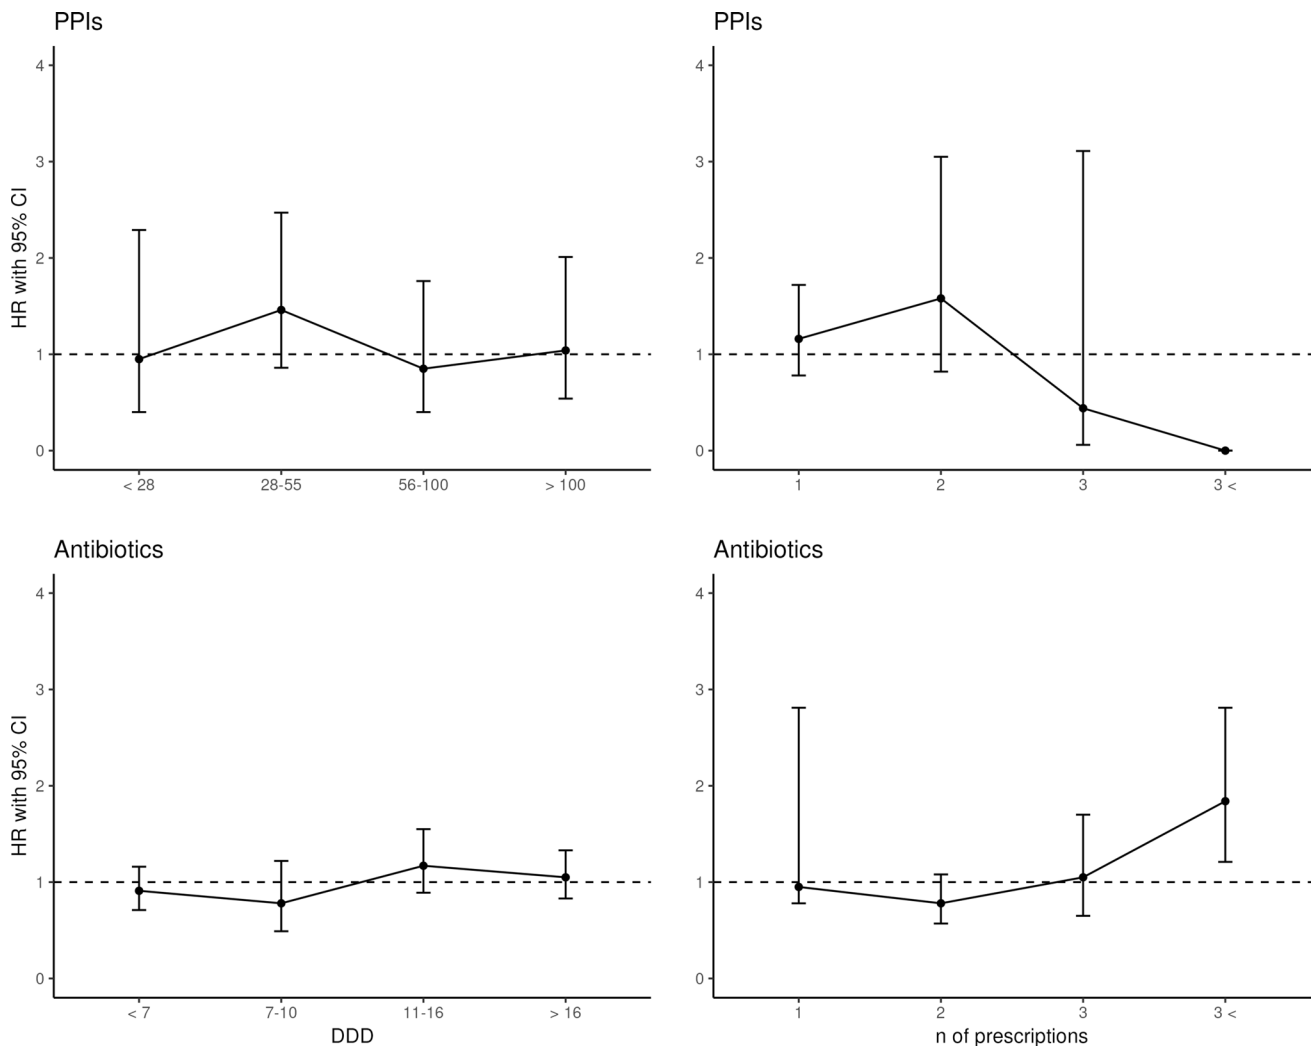 PPIs
4
3
2
1
0
HR with 95% CI
< 28 28-55 56-100 > 100
PPIs
4
3
2
1
0
1 2 3 3 <
Antibiotics
4
3
2
1
0
HR with 95% CI
< 7 7-10 11-16 > 16
DDD
Antibiotics
4
3
2
1
0
1 2 3 3 <
n of prescriptions